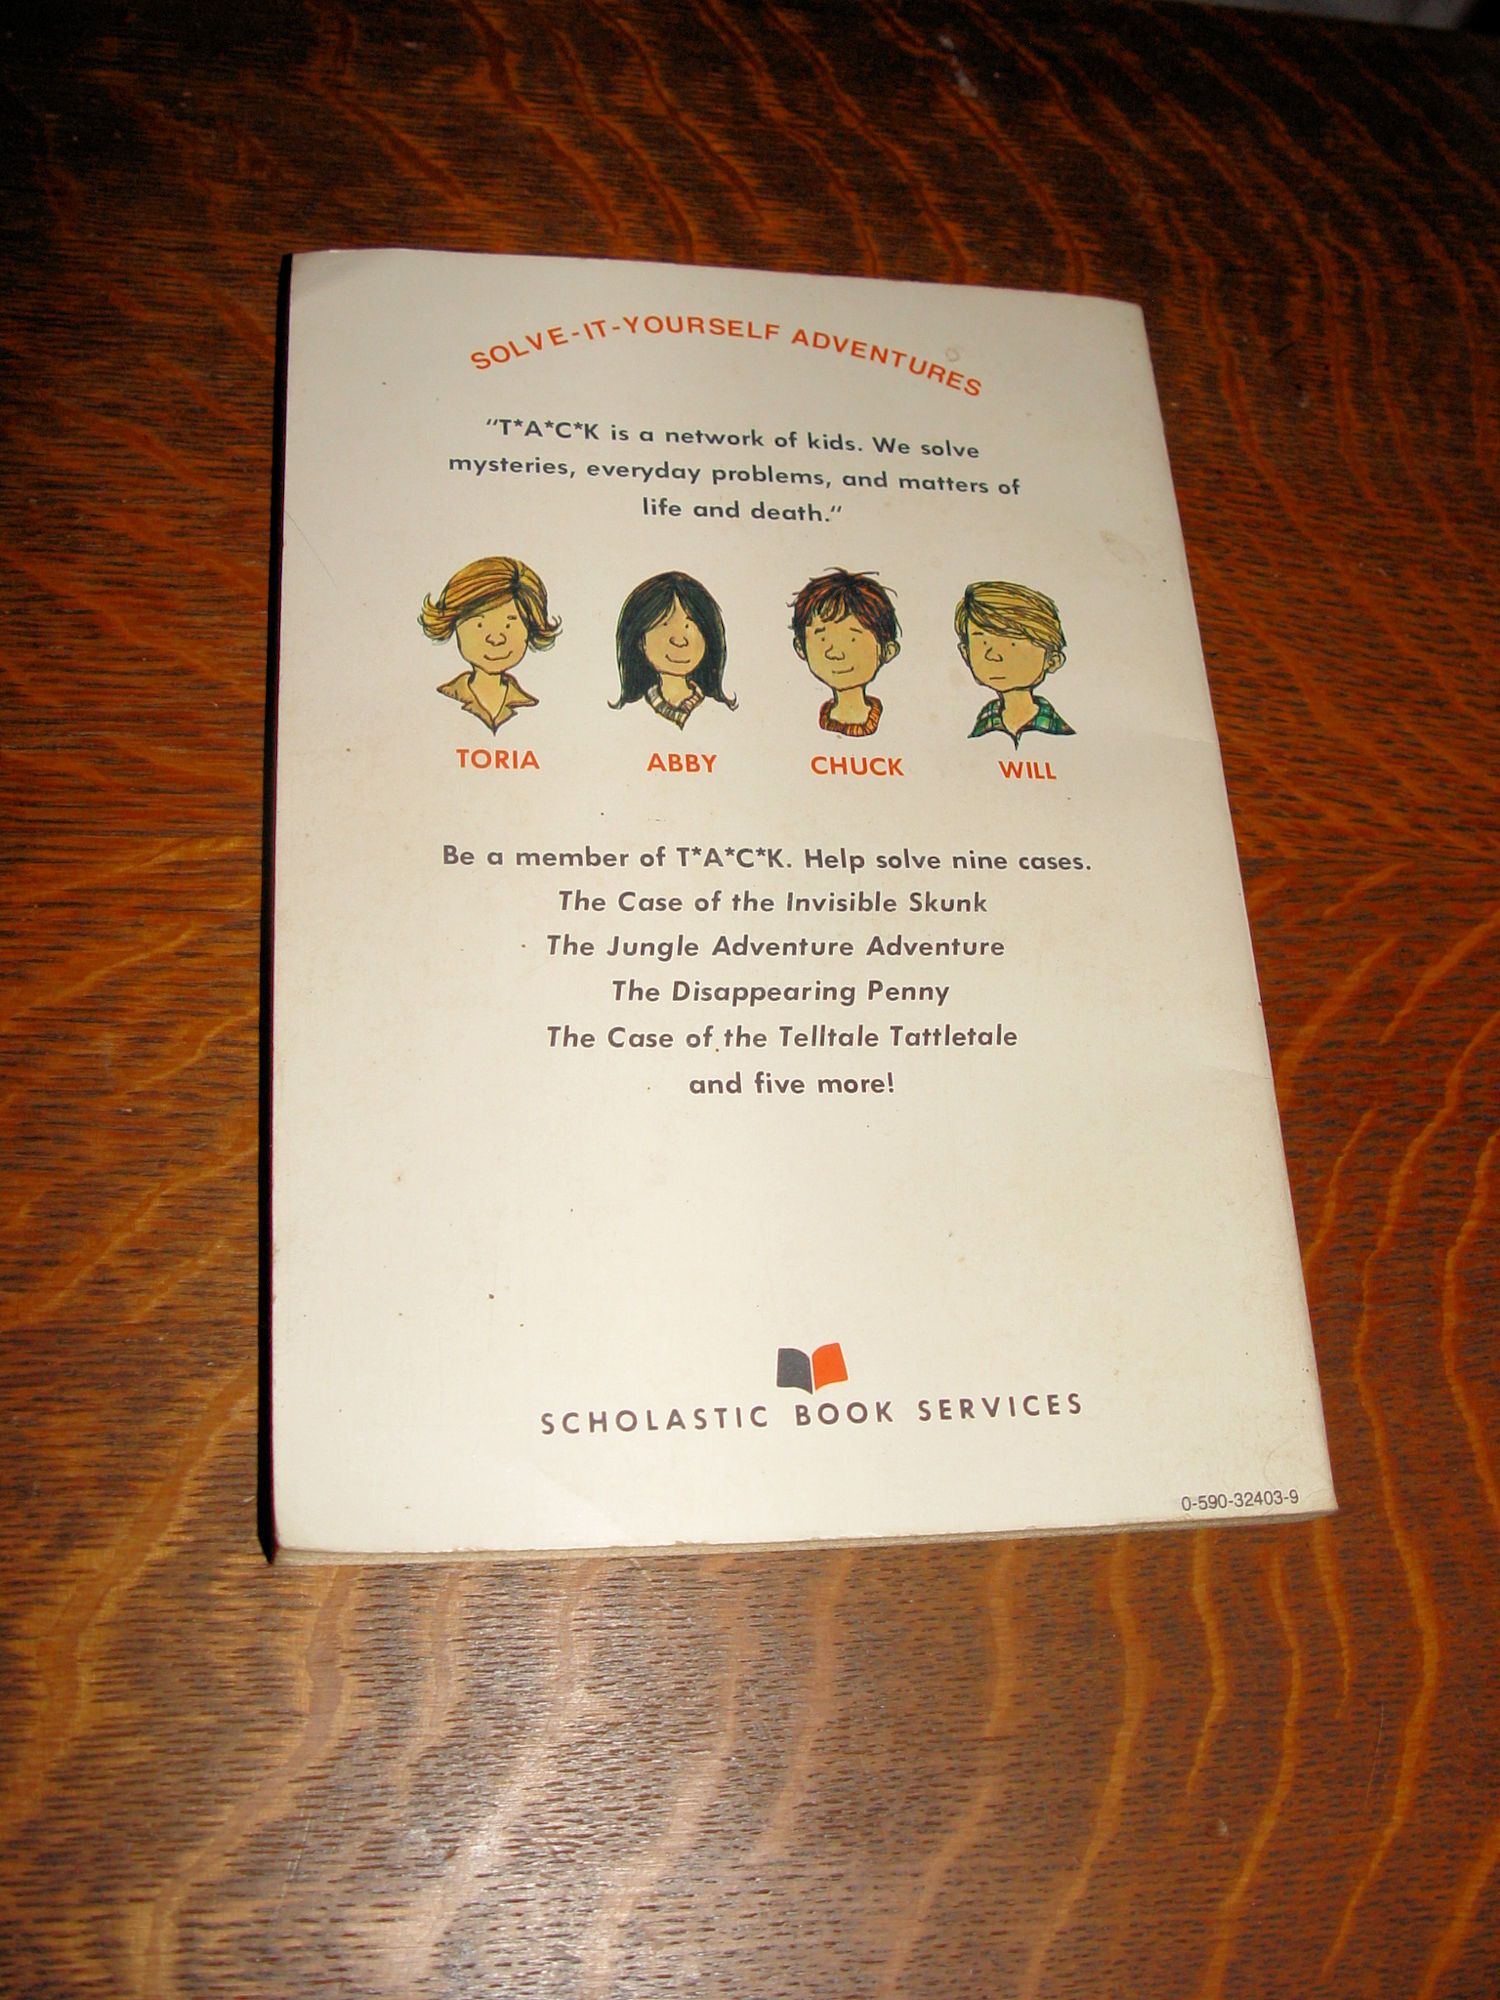 SOLVE-IT-YOURSELF ADVENTURES
"T*A*C*K is a network of kids. We solve
mysteries, everyday problems, and matters of
life and death."
TORIA ABBY CHUCK WILL
Be a member of T*A*C*K. Help solve nine cases.
The Case of the Invisible Skunk
The Jungle Adventure Adventure
The Disappearing Penny
The Case of the Telltale Tattletale
and five more!
SCHOLASTIC BOOK SERVICES
0-590-32403-9